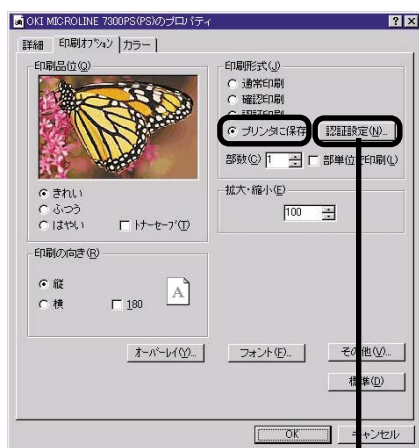 OKI MICROLINE 7300PS(PS)のプロパティ
詳細 印刷オプション カラー
印刷品位(Q)
きれい
ふつう
はやい
トナーセーブ(T)
印刷形式(J)
通常印刷
確認印刷
認証印刷
プリンタに保存
認証設定(N)...
部数(C) 1
部単位で印刷(L)
拡大・縮小(E)
100
印刷の向き(R)
縦
横
180
A
オーバーレイ(Y)...
フォント(F)...
その他(V)...
標準(D)
OK
キャンセル